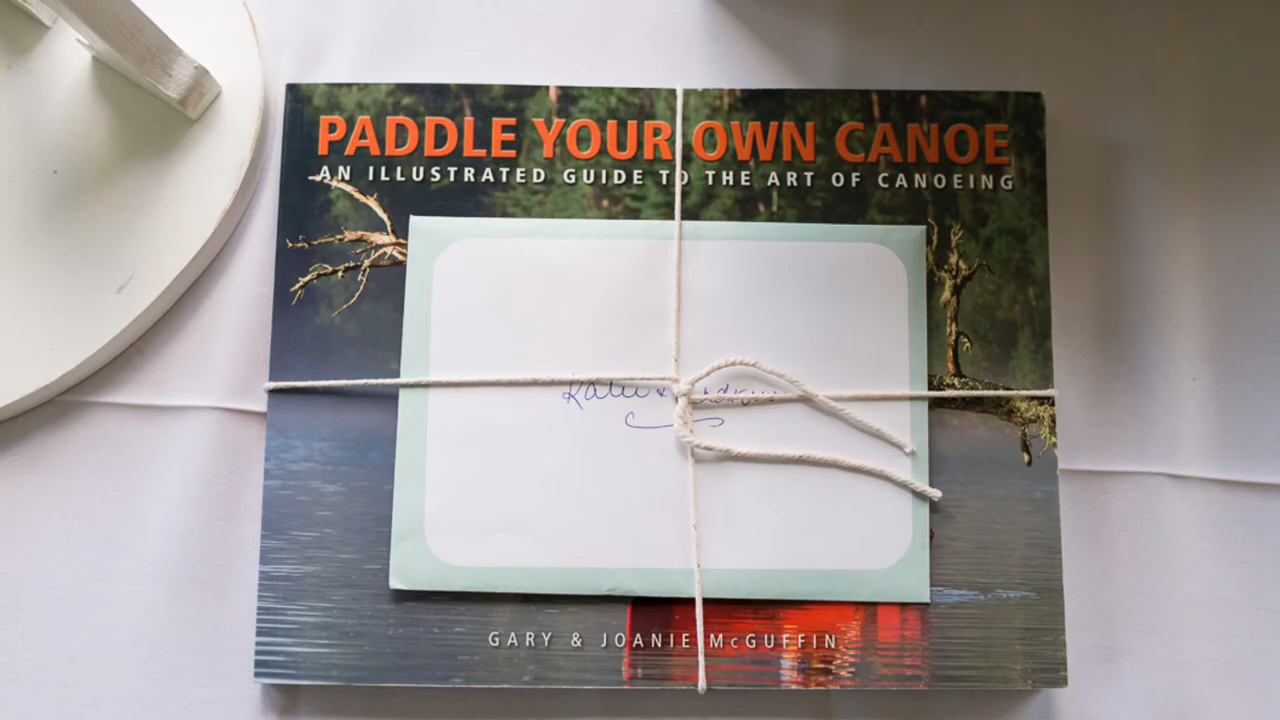 PADDLE YOUR OWN CANOE
AN ILLUSTRATED GUIDE TO THE ART OF CANOEING
GARY & JOANIE McGUFFIN